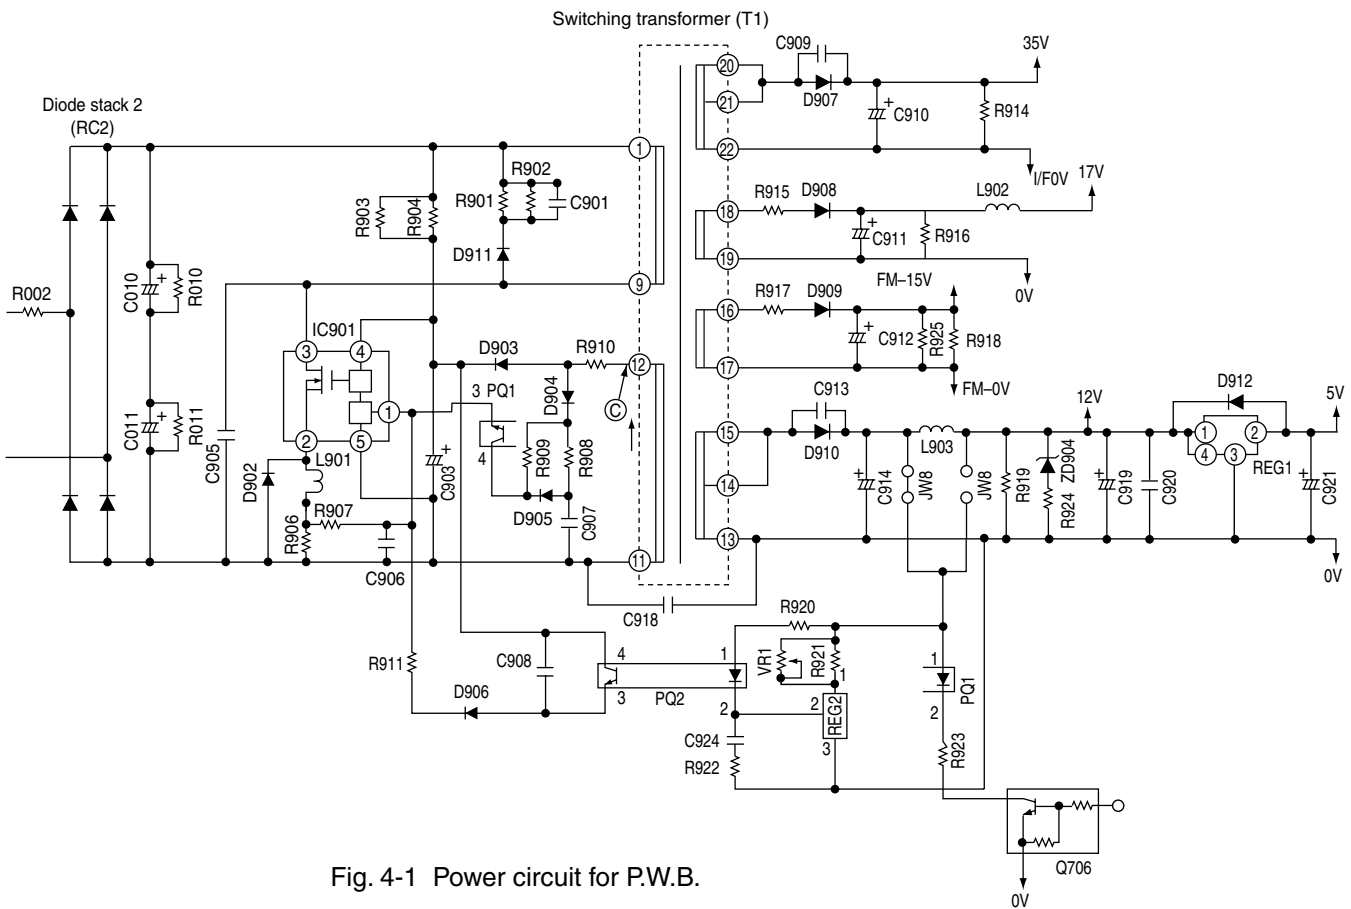 Switching transformer (T1)
C909
35V
20
Diode stack 2
(RC2)
D907
21
C910
R914
1
22
R902
I/F0V
17V
R903
R904
R901
C901
R915
D908
L902
18
C911
R916
D911
19
FM–15V
0V
C010
R010
R002
9
R917
D909
16
IC901
C912
R925
R918
3
4
D903
R910
12
17
FM–0V
3 PQ1
D904
C
C913
12V
D912
5V
C011
R011
1
15
L903
1
2
C905
2
5
4
R909
R908
D910
ZD904
4
3
REG1
D902
L901
C903
14
C914
JW8
JW8
R919
R924
C919
C920
C921
D905
C907
R906
R907
13
11
C906
C918
0V
R920
R911
C908
4
1
VR1
R921
1
1
PQ1
D906
3
PQ2
2
2
REG2
2
C924
3
R923
R922
Q706
0V
Fig. 4-1 Power circuit for P.W.B.